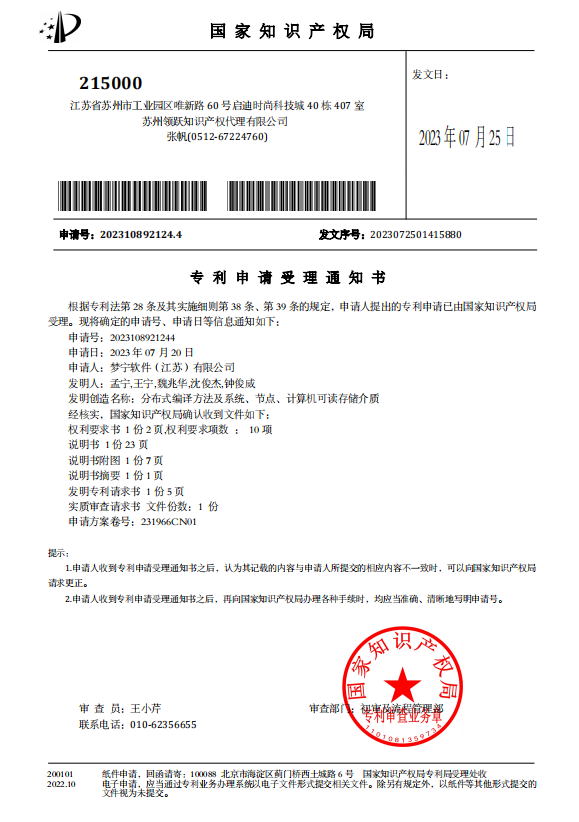 国家知识产权局
215000
江苏省苏州市工业园区唯新路 60 号启迪时尚科技城 40 栋 407 室
苏州领跃知识产权代理有限公司
张帆(0512-67224760)
发文日：
2023 年 07 月 25 日
申请号：202310892124.4
发文序号：2023072501415880
专利申请受理通知书
根据专利法第 28 条及其实施细则第 38 条、第 39 条的规定，申请人提出的专利申请已由国家知识产权局
受理。现将确定的申请号、申请日等信息通知如下：
申请号：2023108921244
申请日：2023 年 07 月 20 日
申请人：梦宁软件（江苏）有限公司
发明人：孟宁,王宁,魏兆华,沈俊杰,钟俊威
发明创造名称：分布式编译方法及系统、节点、计算机可读存储介质
经核实，国家知识产权局确认收到文件如下：
权利要求书 1 份 2 页,权利要求项数 ： 10 项
说明书 1 份 23 页
说明书附图 1 份 7 页
说明书摘要 1 份 1 页
发明专利请求书 1 份 5 页
实质审查请求书 文件份数：1 份
申请方案卷号：231966CN01
提示：
1.申请人收到专利申请受理通知书之后，认为其记载的内容与申请人所提交的相应内容不一致时，可以向国家知识产权局
请求更正。
2.申请人收到专利申请受理通知书之后，再向国家知识产权局办理各种手续时，均应当准确、清晰地写明申请号。
国家知识产权局
专利审查业务章
1101081359734
审 查 员：王小芹
审查部门：初审及流程管理部
联系电话：010-62356655
200101
2022.10
纸件申请，回函请寄：100088 北京市海淀区蓟门桥西土城路 6 号 国家知识产权局专利局受理处收
电子申请，应当通过专利业务办理系统以电子文件形式提交相关文件。除另有规定外，以纸件等其他形式提交的
文件视为未提交。